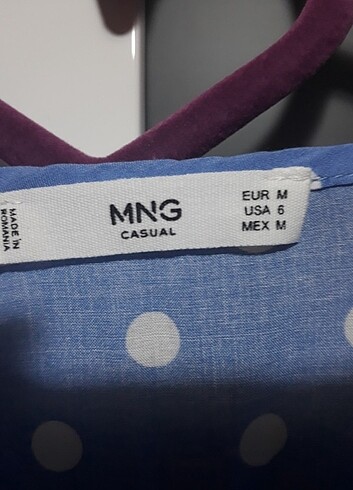 MNG
CASUAL
EUR M
USA 6
MEX M
MADE IN
ROMANIA